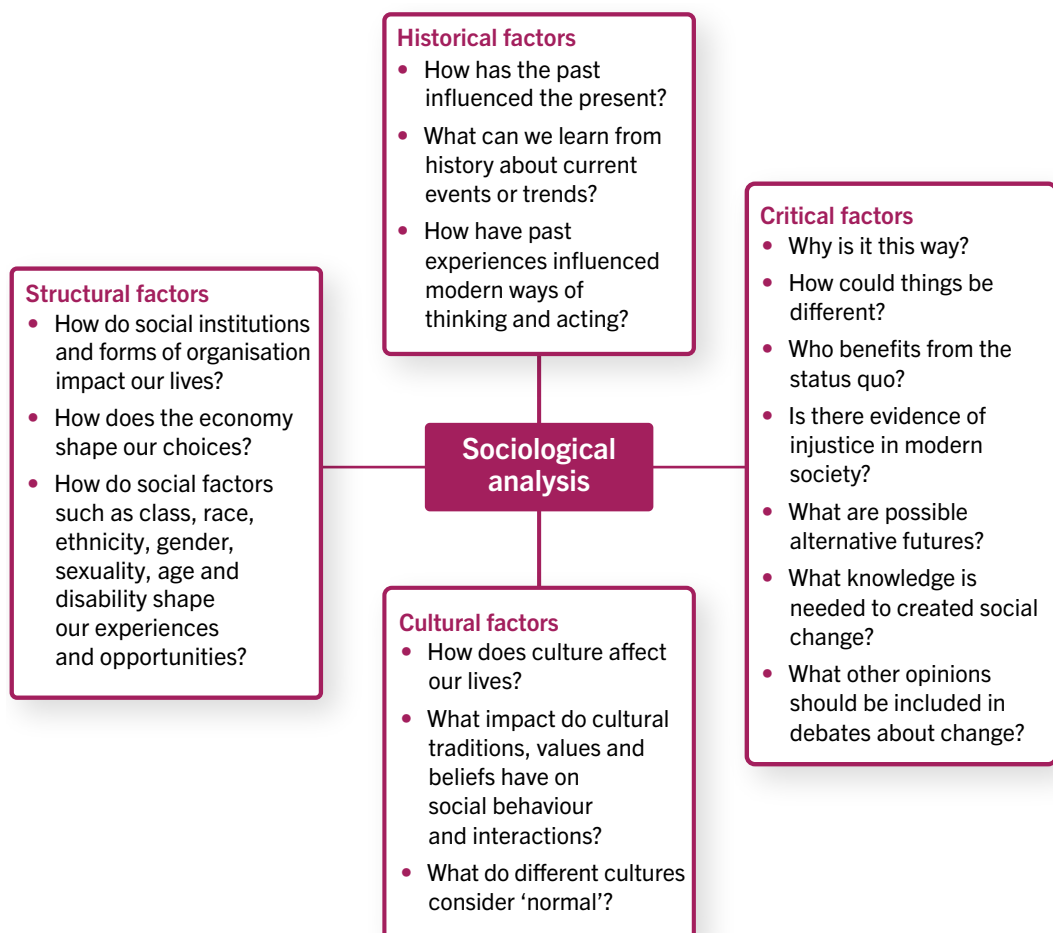 Historical factors
• How has the past
influenced the present?
• What can we learn from
history about current
events or trends?
• How have past
experiences influenced
modern ways of
thinking and acting?
Structural factors
• How do social institutions
and forms of organisation
impact our lives?
• How does the economy
shape our choices?
• How do social factors
such as class, race,
ethnicity, gender,
sexuality, age and
disability shape
our experiences
and opportunities?
Sociological
analysis
Critical factors
• Why is it this way?
• How could things be
different?
• Who benefits from the
status quo?
• Is there evidence of
injustice in modern
society?
• What are possible
alternative futures?
• What knowledge is
needed to created social
change?
• What other opinions
should be included in
debates about change?
Cultural factors
• How does culture affect
our lives?
• What impact do cultural
traditions, values and
beliefs have on
social behaviour
and interactions?
• What do different cultures
consider ‘normal’?